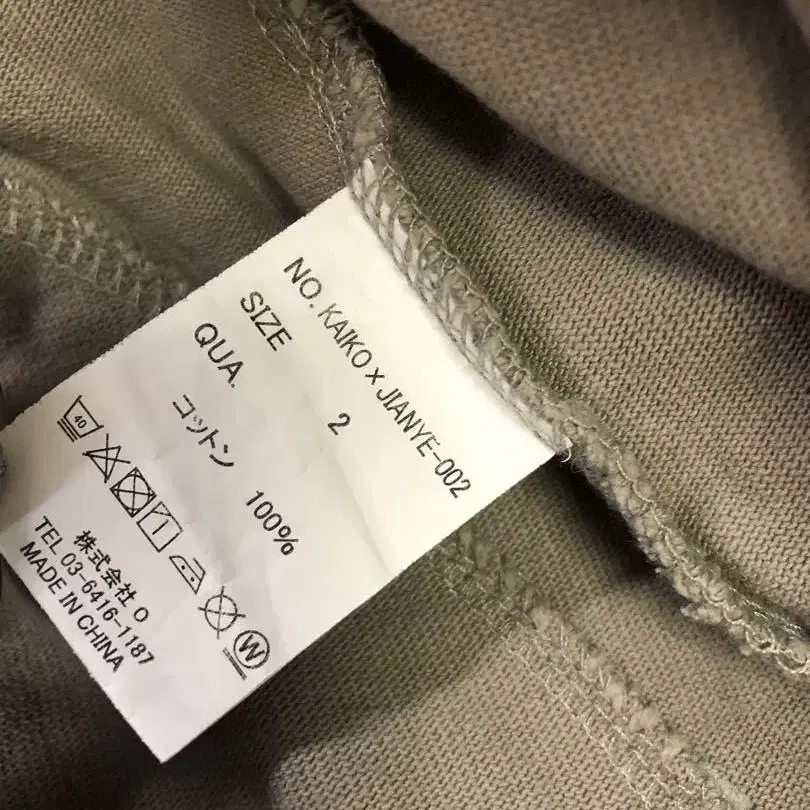 NO. KAIKO x JIANYE-002
SIZE 2
QUA.
コットン 100%
40
W
株式会社 O
TEL 03-6416-1187
MADE IN CHINA